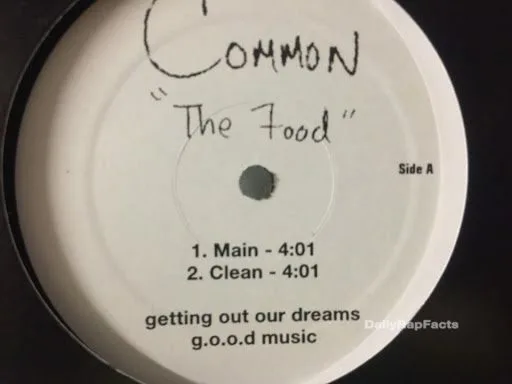 Common
"The Food"
Side A
1. Main - 4:01
2. Clean - 4:01
getting out our dreams
g.o.o.d music
DailyRapFacts